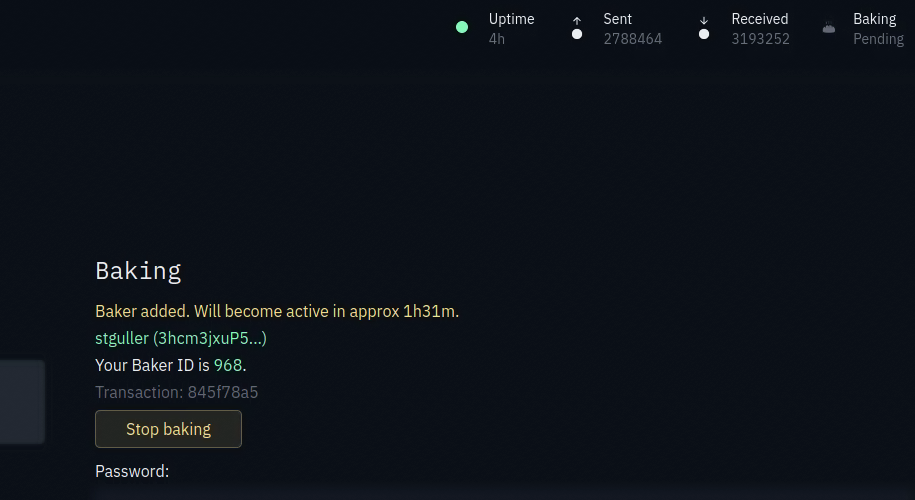 Uptime
4h
Sent
2788464
Received
3193252
Baking
Pending
Baking
Baker added. Will become active in approx 1h31m.
stguller (3hcm3jxuP5...)
Your Baker ID is 968.
Transaction: 845f78a5
Stop baking
Password: